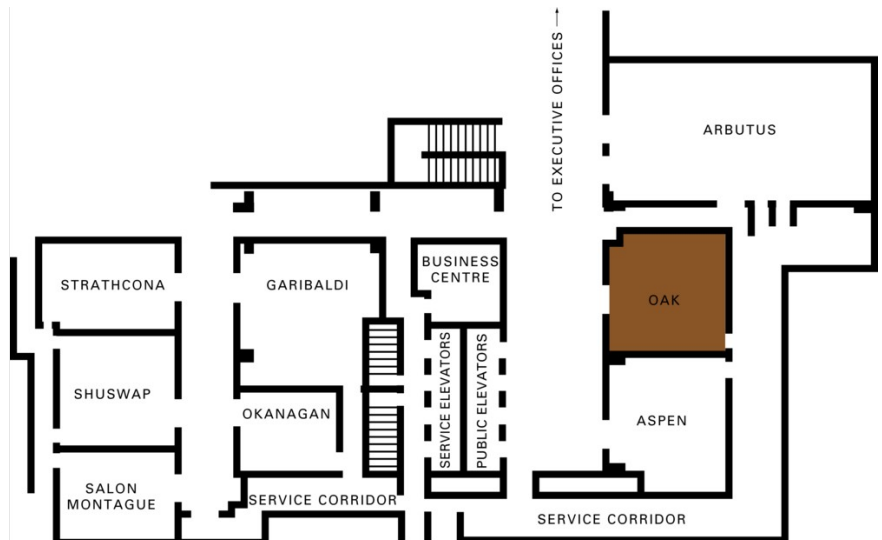 TO EXECUTIVE OFFICES →
ARBUTUS
STRATHCONA
GARIBALDI
BUSINESS
CENTRE
OAK
SHUSWAP
OKANAGAN
SERVICE ELEVATORS
PUBLIC ELEVATORS
ASPEN
SALON
MONTAGUE
SERVICE CORRIDOR
SERVICE CORRIDOR